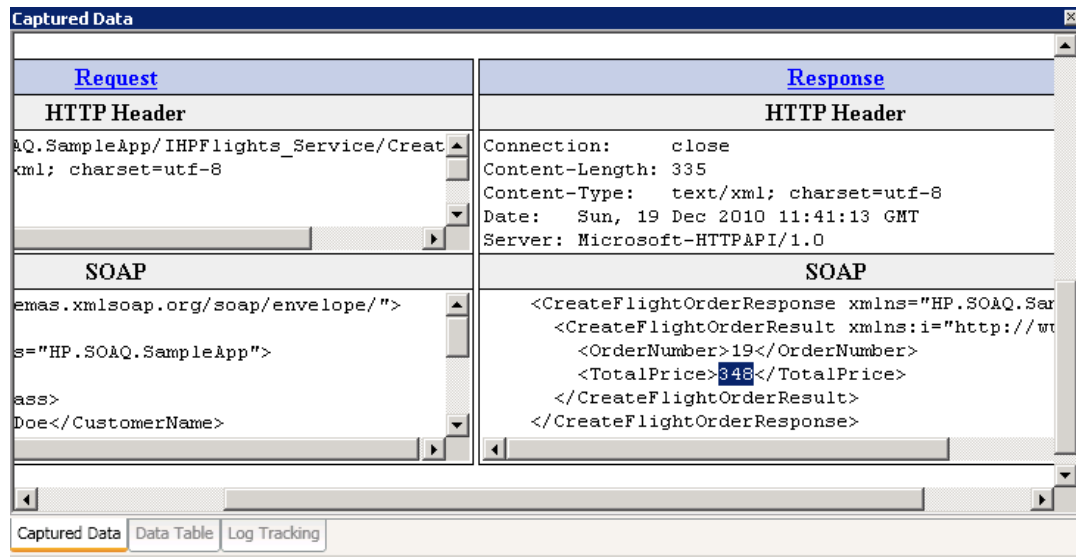 Captured Data
Request
HTTP Header
AQ.SampleApp/IHPFlights_Service/Creat
xml; charset=utf-8
SOAP
emas.xmlsoap.org/soap/envelope/">
s="HP.SOAQ.SampleApp">
ass>
Doe</CustomerName>
Response
HTTP Header
Connection: close
Content-Length: 335
Content-Type: text/xml; charset=utf-8
Date: Sun, 19 Dec 2010 11:41:13 GMT
Server: Microsoft-HTTPAPI/1.0
SOAP
<CreateFlightOrderResponse xmlns="HP.SOAQ.Sam
<CreateFlightOrderResult xmlns:i="http://ww
<OrderNumber>19</OrderNumber>
<TotalPrice>348</TotalPrice>
</CreateFlightOrderResult>
</CreateFlightOrderResponse>
Captured Data Data Table Log Tracking